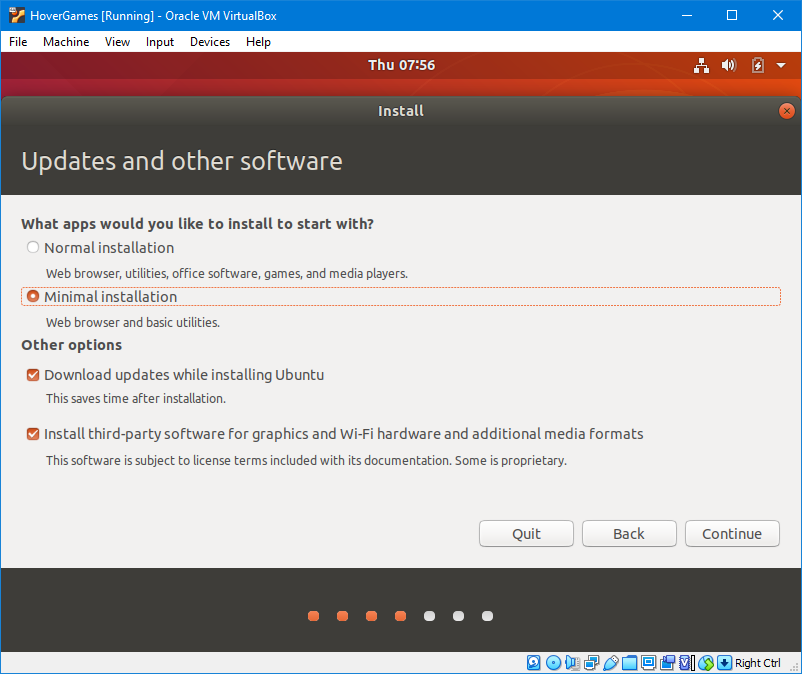 HoverGames [Running] - Oracle VM VirtualBox
File Machine View Input Devices Help
Thu 07:56
Install
Updates and other software
What apps would you like to install to start with?
Normal installation
Web browser, utilities, office software, games, and media players.
Minimal installation
Web browser and basic utilities.
Other options
Download updates while installing Ubuntu
This saves time after installation.
Install third-party software for graphics and Wi-Fi hardware and additional media formats
This software is subject to license terms included with its documentation. Some is proprietary.
Quit Back Continue
Right Ctrl